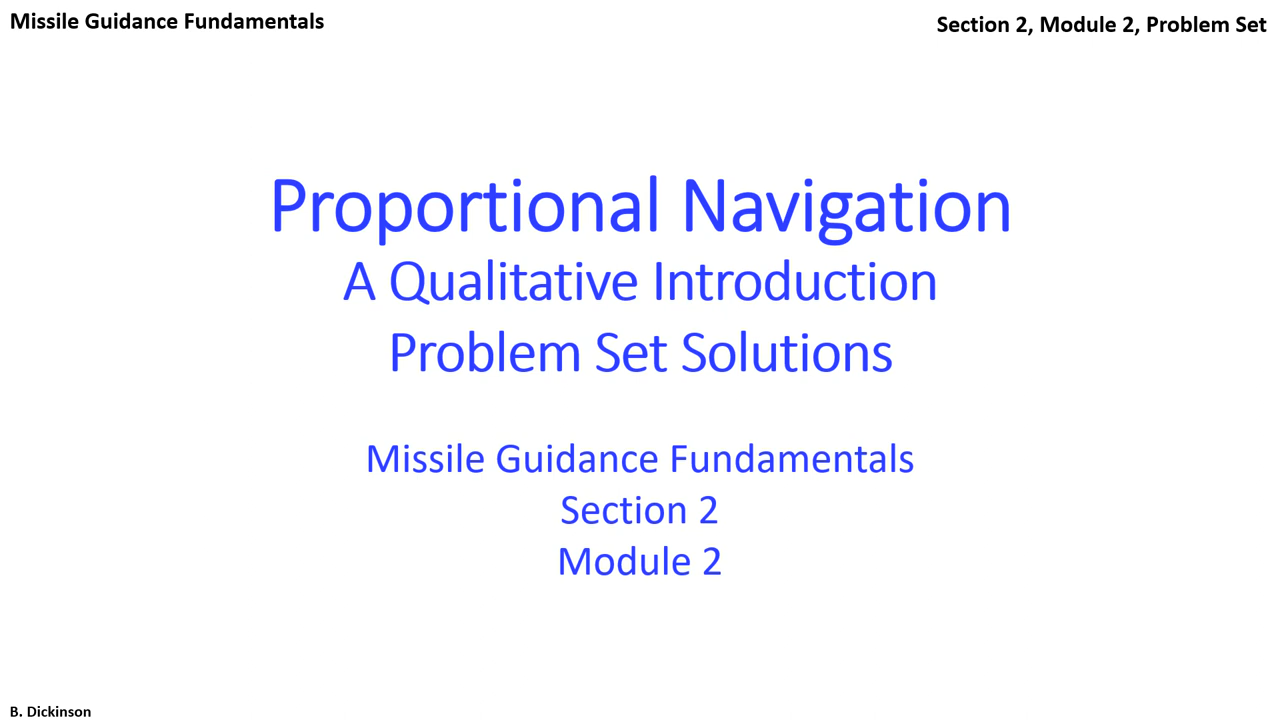 Missile Guidance Fundamentals
Section 2, Module 2, Problem Set
Proportional Navigation
A Qualitative Introduction
Problem Set Solutions
Missile Guidance Fundamentals
Section 2
Module 2
B. Dickinson